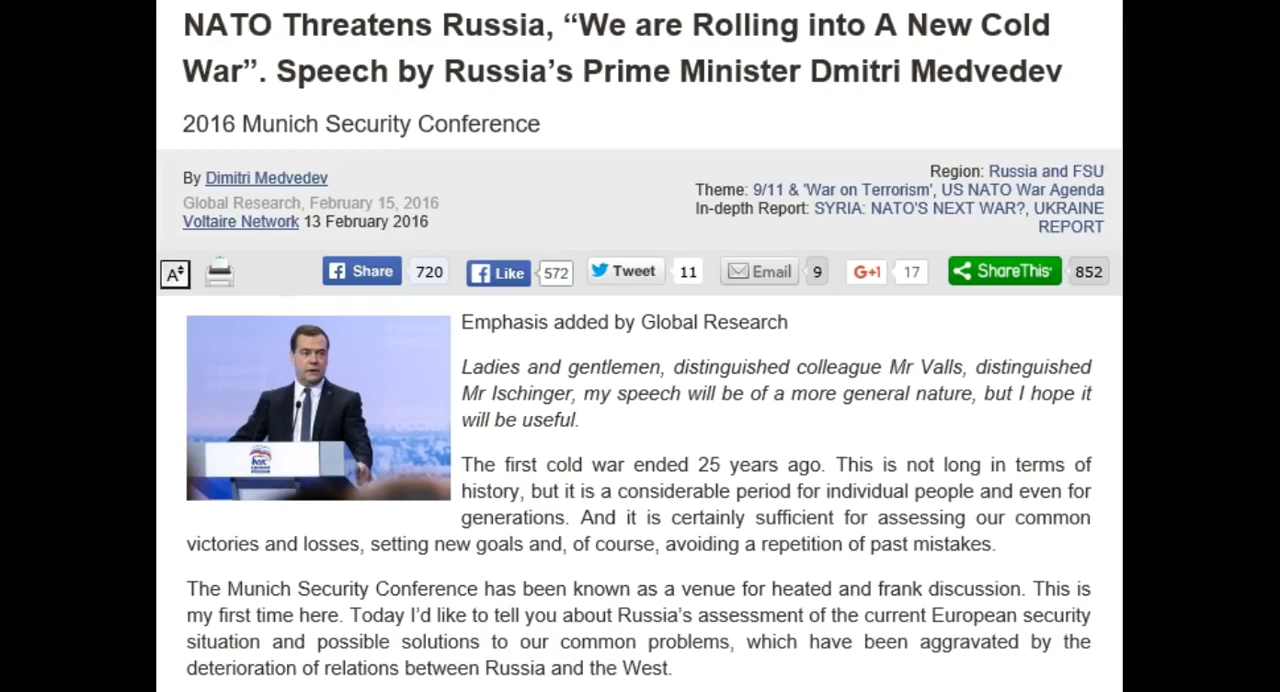 NATO Threatens Russia, “We are Rolling into A New Cold
War”. Speech by Russia’s Prime Minister Dmitri Medvedev
2016 Munich Security Conference
By Dimitri Medvedev
Global Research, February 15, 2016
Voltaire Network 13 February 2016
Region: Russia and FSU
Theme: 9/11 & 'War on Terrorism', US NATO War Agenda
In-depth Report: SYRIA: NATO'S NEXT WAR?, UKRAINE
REPORT
A Share 720 Like 572 Tweet 11 Email 9 G+1 17 ShareThis 852
Emphasis added by Global Research
Ladies and gentlemen, distinguished colleague Mr Valls, distinguished
Mr Ischinger, my speech will be of a more general nature, but I hope it
will be useful.
The first cold war ended 25 years ago. This is not long in terms of
history, but it is a considerable period for individual people and even for
generations. And it is certainly sufficient for assessing our common
victories and losses, setting new goals and, of course, avoiding a repetition of past mistakes.
The Munich Security Conference has been known as a venue for heated and frank discussion. This is
my first time here. Today I’d like to tell you about Russia’s assessment of the current European security
situation and possible solutions to our common problems, which have been aggravated by the
deterioration of relations between Russia and the West.